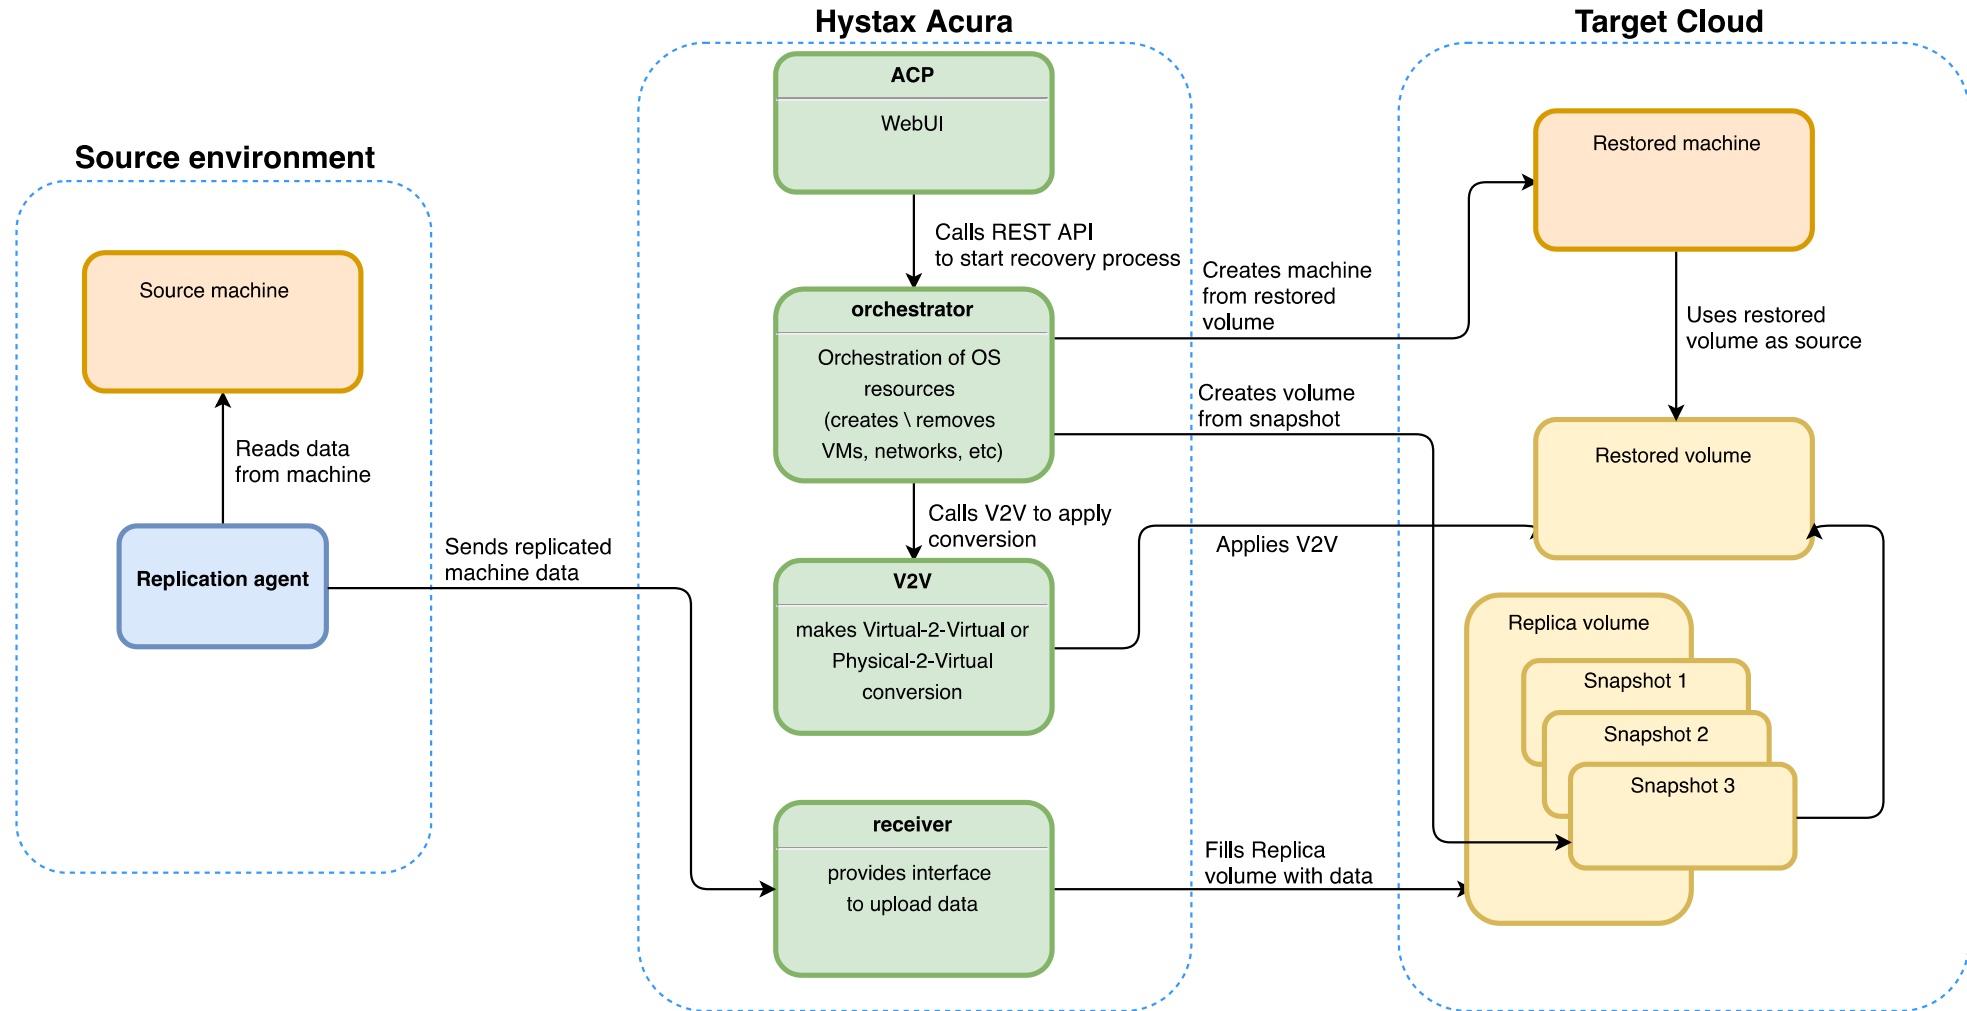 Hystax Acura
Target Cloud
Source environment
ACP
WebUI
Calls REST API
to start recovery process
orchestrator
Orchestration of OS
resources
(creates \ removes
VMs, networks, etc)
Calls V2V to apply
conversion
V2V
makes Virtual-2-Virtual or
Physical-2-Virtual
conversion
receiver
provides interface
to upload data
Source machine
Reads data
from machine
Replication agent
Sends replicated
machine data
Creates machine
from restored
volume
Creates volume
from snapshot
Applies V2V
Fills Replica
volume with data
Restored machine
Uses restored
volume as source
Restored volume
Replica volume
Snapshot 1
Snapshot 2
Snapshot 3